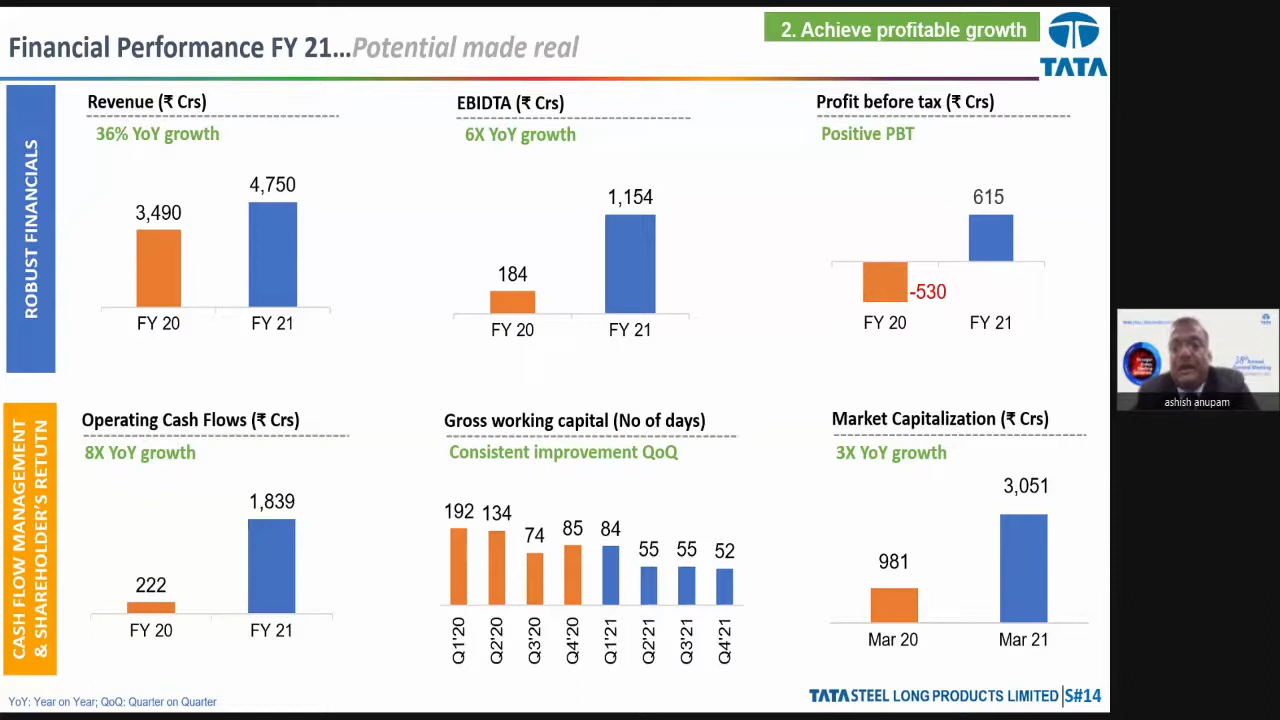 Financial Performance FY 21...Potential made real
2. Achieve profitable growth
TATA
ROBUST FINANCIALS
Revenue (₹ Crs)
36% YoY growth
3,490
4,750
FY 20
FY 21
EBIDTA (₹ Crs)
6X YoY growth
184
1,154
FY 20
FY 21
Profit before tax (₹ Crs)
Positive PBT
615
-530
FY 20
FY 21
CASH FLOW MANAGEMENT
& SHAREHOLDER'S RETUTN
Operating Cash Flows (₹ Crs)
8X YoY growth
222
1,839
FY 20
FY 21
Gross working capital (No of days)
Consistent improvement QoQ
192
134
74
85
84
55
55
52
Q1'20
Q2'20
Q3'20
Q4'20
Q1'21
Q2'21
Q3'21
Q4'21
Market Capitalization (₹ Crs)
3X YoY growth
981
3,051
Mar 20
Mar 21
YoY: Year on Year; QoQ: Quarter on Quarter
TATA STEEL LONG PRODUCTS LIMITED |S#14
38th Annual
General Meeting
ashish anupam